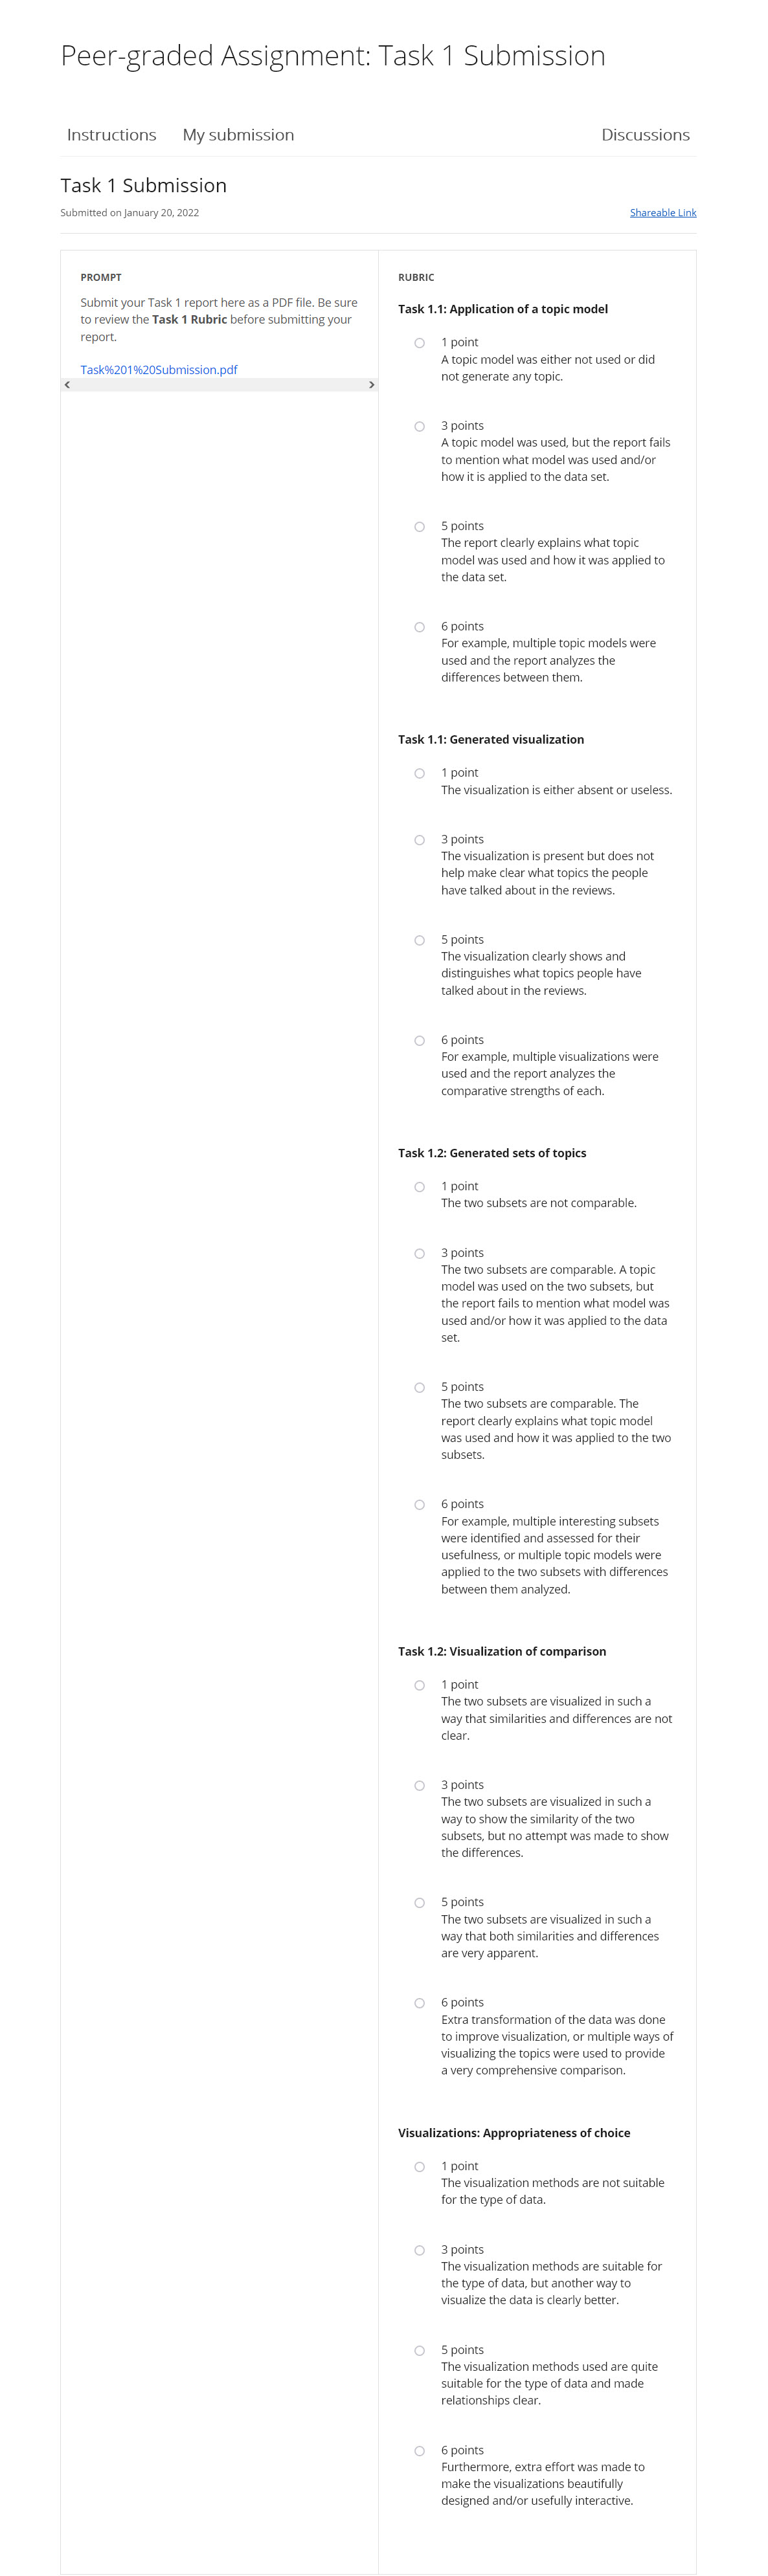 Peer-graded Assignment: Task 1 Submission
Instructions My submission Discussions
Task 1 Submission
Submitted on January 20, 2022 Shareable Link
PROMPT
Submit your Task 1 report here as a PDF file. Be sure
to review the Task 1 Rubric before submitting your
report.
Task%201%20Submission.pdf
RUBRIC
Task 1.1: Application of a topic model
1 point
A topic model was either not used or did
not generate any topic.
3 points
A topic model was used, but the report fails
to mention what model was used and/or
how it is applied to the data set.
5 points
The report clearly explains what topic
model was used and how it was applied to
the data set.
6 points
For example, multiple topic models were
used and the report analyzes the
differences between them.
Task 1.1: Generated visualization
1 point
The visualization is either absent or useless.
3 points
The visualization is present but does not
help make clear what topics the people
have talked about in the reviews.
5 points
The visualization clearly shows and
distinguishes what topics people have
talked about in the reviews.
6 points
For example, multiple visualizations were
used and the report analyzes the
comparative strengths of each.
Task 1.2: Generated sets of topics
1 point
The two subsets are not comparable.
3 points
The two subsets are comparable. A topic
model was used on the two subsets, but
the report fails to mention what model was
used and/or how it was applied to the data
set.
5 points
The two subsets are comparable. The
report clearly explains what topic model
was used and how it was applied to the two
subsets.
6 points
For example, multiple interesting subsets
were identified and assessed for their
usefulness, or multiple topic models were
applied to the two subsets with differences
between them analyzed.
Task 1.2: Visualization of comparison
1 point
The two subsets are visualized in such a
way that similarities and differences are not
clear.
3 points
The two subsets are visualized in such a
way to show the similarity of the two
subsets, but no attempt was made to show
the differences.
5 points
The two subsets are visualized in such a
way that both similarities and differences
are very apparent.
6 points
Extra transformation of the data was done
to improve visualization, or multiple ways of
visualizing the topics were used to provide
a very comprehensive comparison.
Visualizations: Appropriateness of choice
1 point
The visualization methods are not suitable
for the type of data.
3 points
The visualization methods are suitable for
the type of data, but another way to
visualize the data is clearly better.
5 points
The visualization methods used are quite
suitable for the type of data and made
relationships clear.
6 points
Furthermore, extra effort was made to
make the visualizations beautifully
designed and/or usefully interactive.